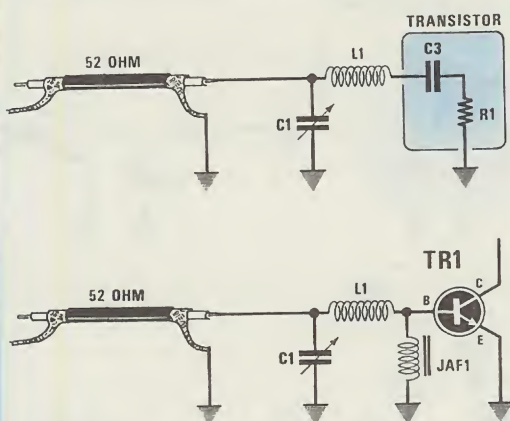 TRANSISTOR
52 OHM
L1
C3
C1
R1
TR1
52 OHM
L1
B
C
E
C1
JAF1